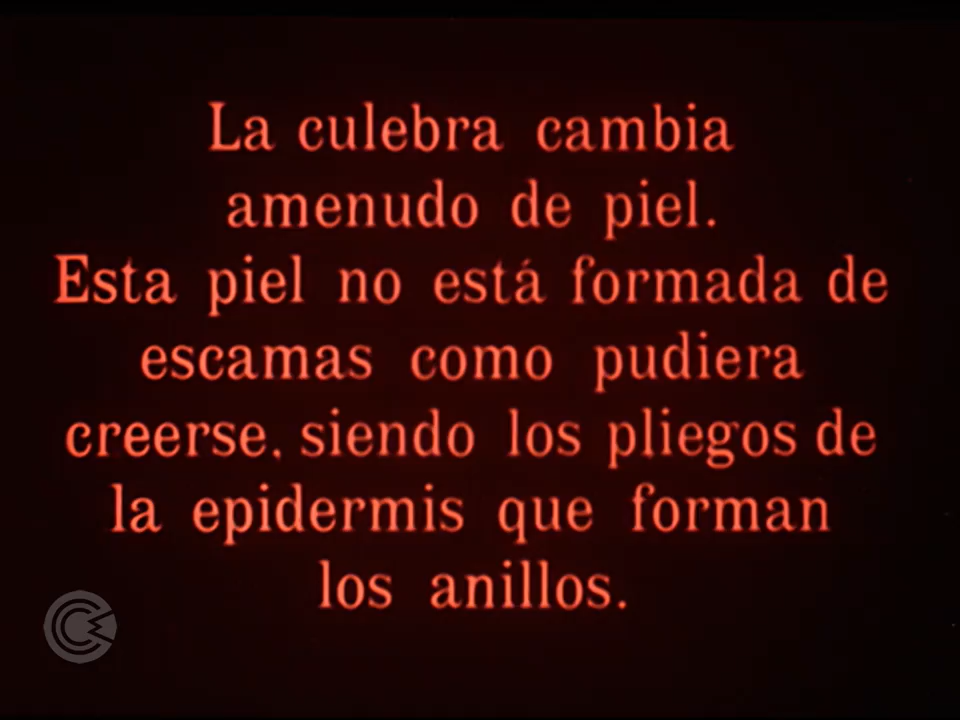 La culebra cambia
amenudo de piel.
Esta piel no está formada de
escamas como pudiera
creerse, siendo los pliegos de
la epidermis que forman
los anillos.